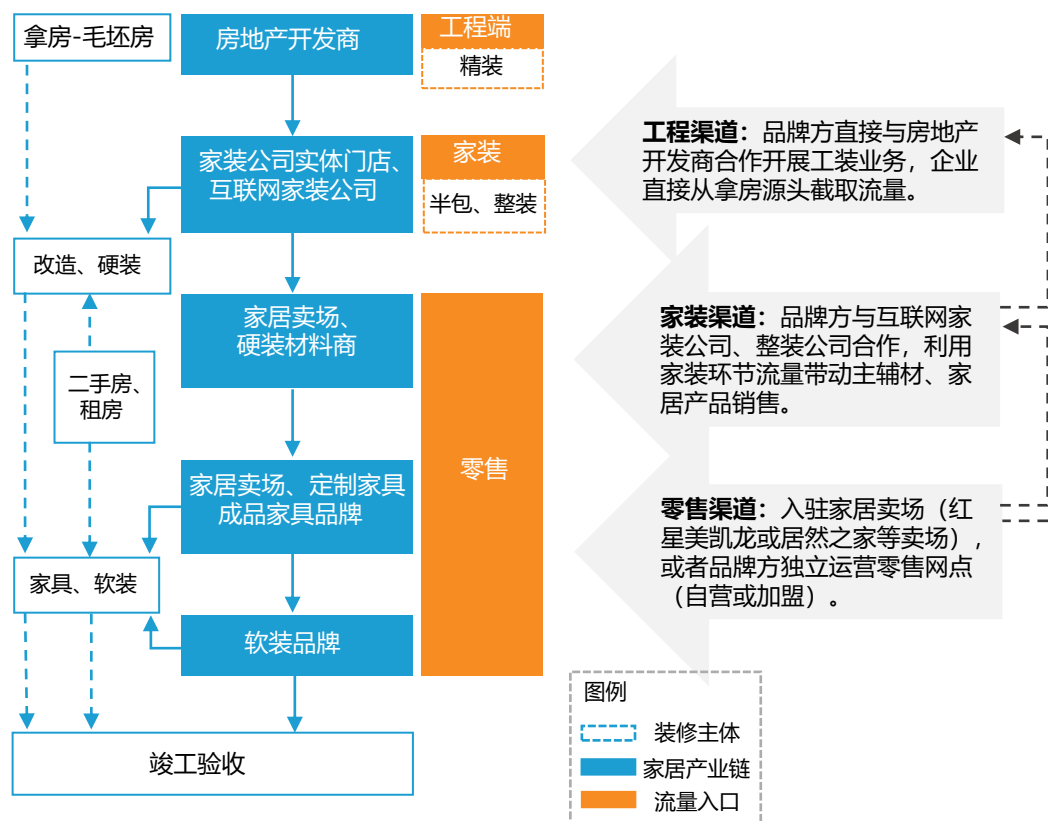 拿房-毛坯房
房地产开发商
工程端
精装
家装公司实体门店、
互联网家装公司
家装
半包、整装
改造、硬装
家居卖场、
硬装材料商
二手房、
租房
零售
家居卖场、定制家具
成品家具品牌
家具、软装
软装品牌
竣工验收
工程渠道：品牌方直接与房地产
开发商合作开展工装业务，企业
直接从拿房源头截取流量。
家装渠道：品牌方与互联网家
装公司、整装公司合作，利用
家装环节流量带动主辅材、家
居产品销售。
零售渠道：入驻家居卖场（红
星美凯龙或居然之家等卖场），
或者品牌方独立运营零售网点
（自营或加盟）。
图例
装修主体
家居产业链
流量入口